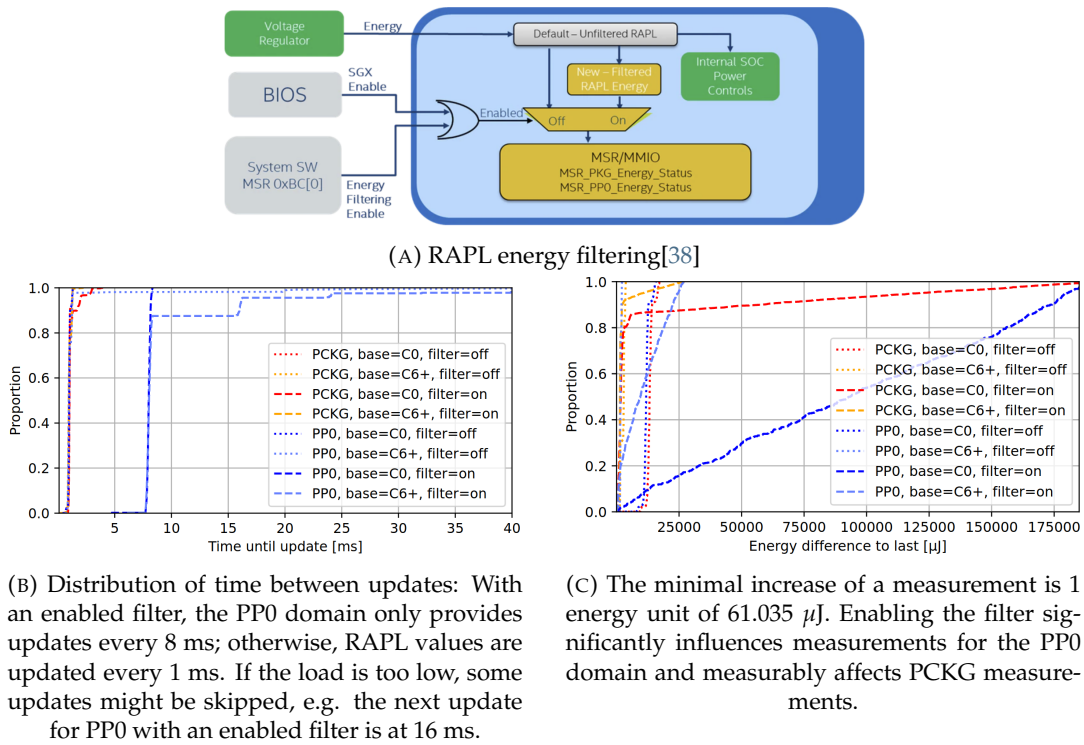 Voltage
Regulator
Energy
Default – Unfiltered RAPL
New – Filtered
RAPL Energy
Internal SOC
Power
Controls
BIOS
SGX
Enable
Enabled
Off
On
System SW
MSR 0xBC[0]
Energy
Filtering
Enable
MSR/MMIO
MSR_PKG_Energy_Status
MSR_PP0_Energy_Status
(A) RAPL energy filtering[38]
1.0
0.8
0.6
0.4
0.2
0.0
Proportion
PCKG, base=C0, filter=off
PCKG, base=C6+, filter=off
PCKG, base=C0, filter=on
PCKG, base=C6+, filter=on
PP0, base=C0, filter=off
PP0, base=C6+, filter=off
PP0, base=C0, filter=on
PP0, base=C6+, filter=on
5 10 15 20 25 30 35 40
Time until update [ms]
(B) Distribution of time between updates: With
an enabled filter, the PP0 domain only provides
updates every 8 ms; otherwise, RAPL values are
updated every 1 ms. If the load is too low, some
updates might be skipped, e.g. the next update
for PP0 with an enabled filter is at 16 ms.
1.0
0.8
0.6
0.4
0.2
0.0
Proportion
PCKG, base=C0, filter=off
PCKG, base=C6+, filter=off
PCKG, base=C0, filter=on
PCKG, base=C6+, filter=on
PP0, base=C0, filter=off
PP0, base=C6+, filter=off
PP0, base=C0, filter=on
PP0, base=C6+, filter=on
25000 50000 75000 100000 125000 150000 175000
Energy difference to last [μJ]
(C) The minimal increase of a measurement is 1
energy unit of 61.035 μJ. Enabling the filter sig-
nificantly influences measurements for the PP0
domain and measurably affects PCKG measure-
ments.